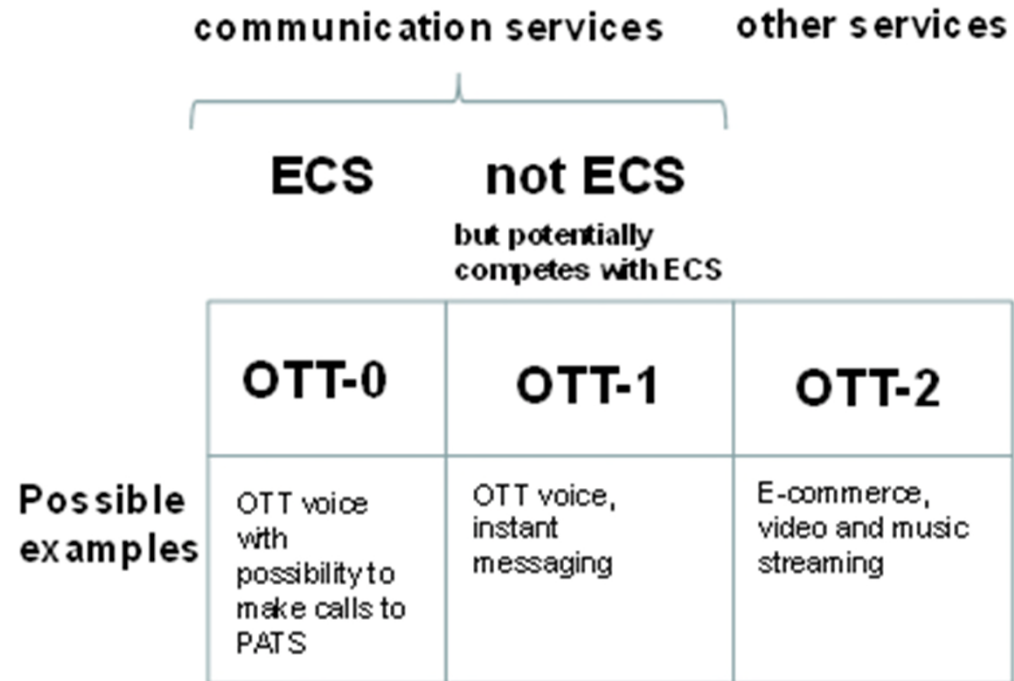 communication services
other services
ECS
not ECS
but potentially
competes with ECS
OTT-0
OTT-1
OTT-2
Possible
examples
OTT voice
with
possibility to
make calls to
PATS
OTT voice,
instant
messaging
E-commerce,
video and music
streaming